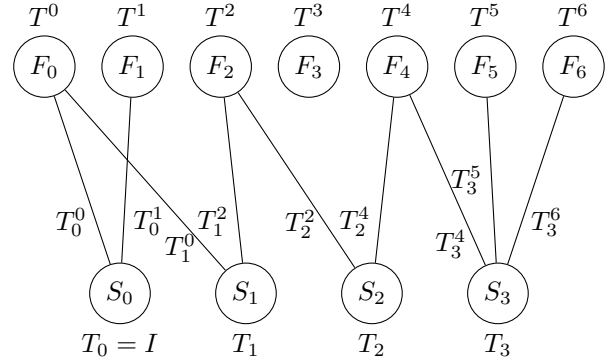 T^0 T^1 T^2 T^3 T^4 T^5 T^6
F_0 F_1 F_2 F_3 F_4 F_5 F_6
T_3^5
T_0^0 T_0^1 T_1^2 T_2^2 T_2^4 T_3^6
T_1^0 T_3^4
S_0 S_1 S_2 S_3
T_0 = I T_1 T_2 T_3